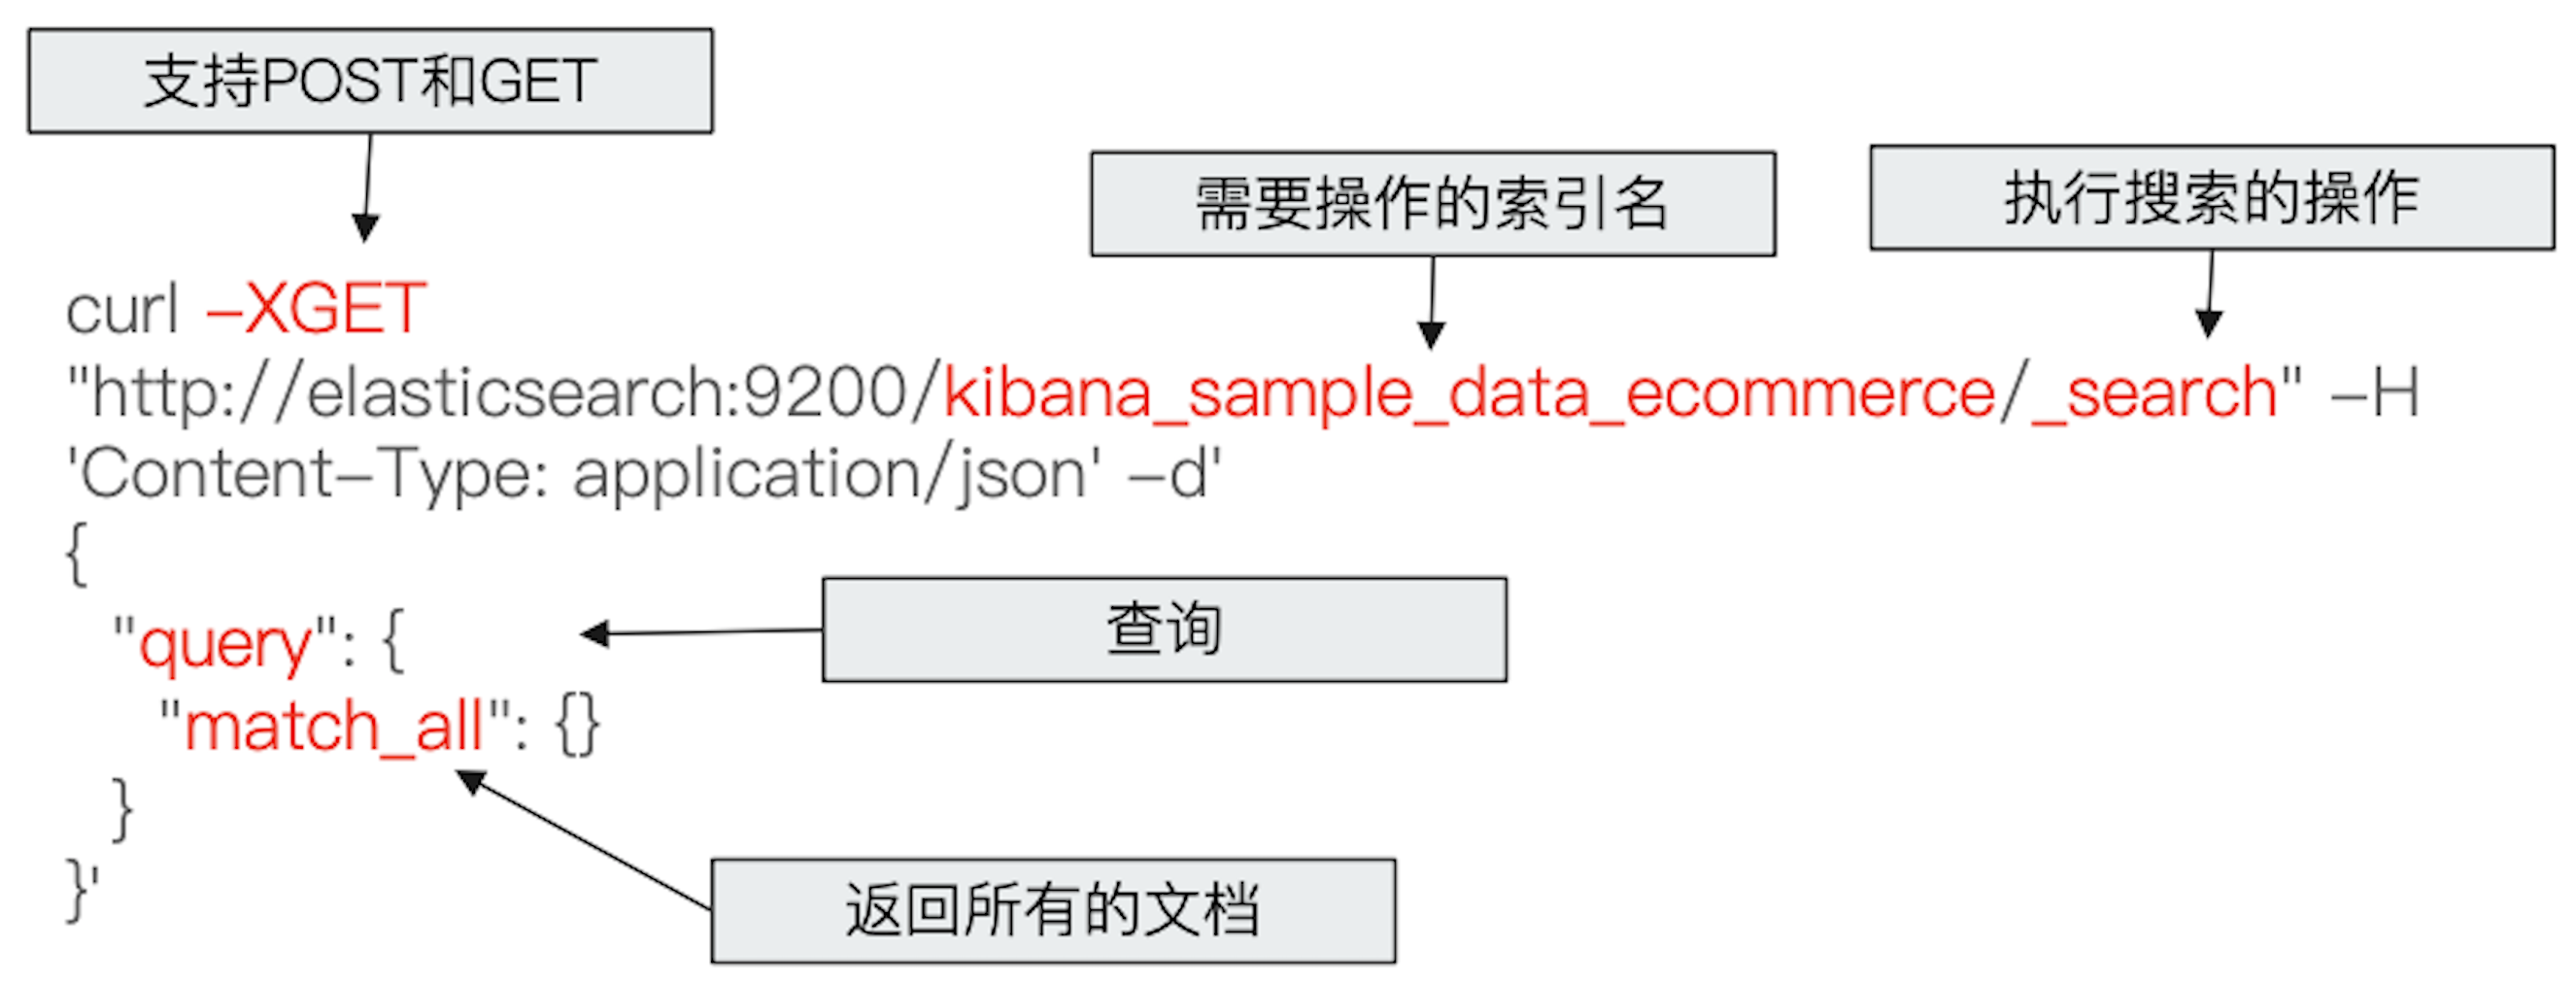 支持POST和GET
需要操作的索引名
执行搜索的操作
curl -XGET
"http://elasticsearch:9200/kibana_sample_data_ecommerce/_search" -H
'Content-Type: application/json' -d'
{
"query": {
查询
"match_all": {}
}
}'
返回所有的文档